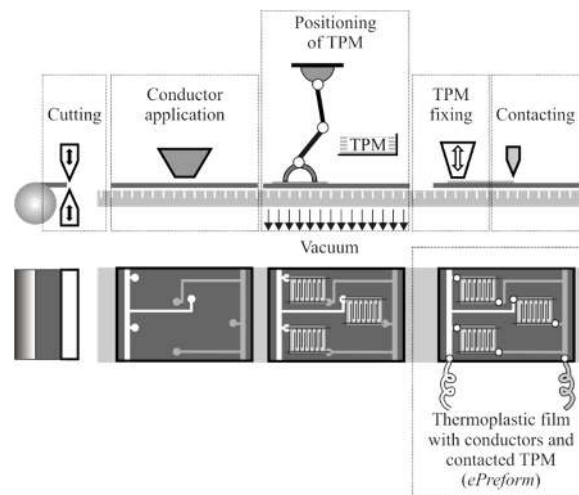 Positioning
of TPM
Cutting
Conductor
application
TPM
TPM
fixing
Contacting
Vacuum
Thermoplastic film
with conductors and
contacted TPM
(ePreform)